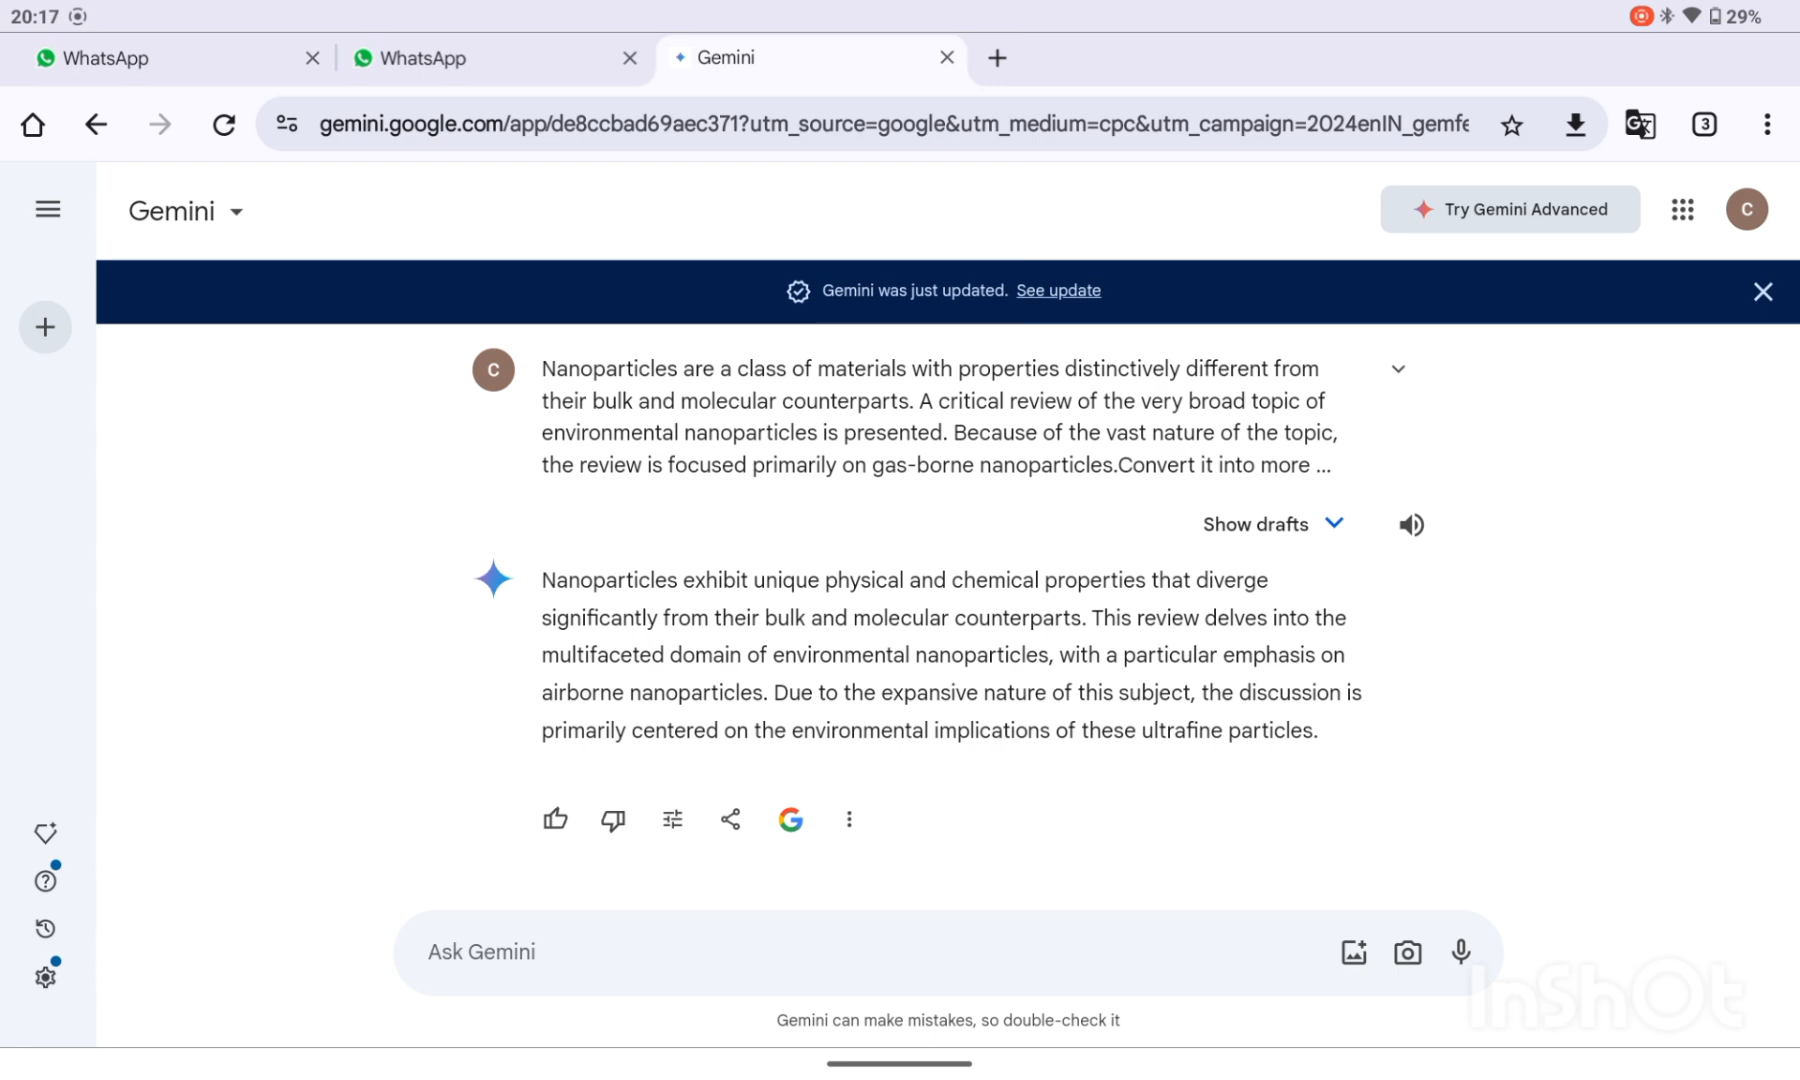 20:17
29%
WhatsApp
WhatsApp
Gemini
gemini.google.com/app/de8ccbad69aec371?utm_source=google&utm_medium=cpc&utm_campaign=2024enIN_gemfe
3
Gemini
Try Gemini Advanced
C
Gemini was just updated. See update
C
Nanoparticles are a class of materials with properties distinctively different from
their bulk and molecular counterparts. A critical review of the very broad topic of
environmental nanoparticles is presented. Because of the vast nature of the topic,
the review is focused primarily on gas-borne nanoparticles.Convert it into more ...
Show drafts
Nanoparticles exhibit unique physical and chemical properties that diverge
significantly from their bulk and molecular counterparts. This review delves into the
multifaceted domain of environmental nanoparticles, with a particular emphasis on
airborne nanoparticles. Due to the expansive nature of this subject, the discussion is
primarily centered on the environmental implications of these ultrafine particles.
Ask Gemini
InShOt
Gemini can make mistakes, so double-check it